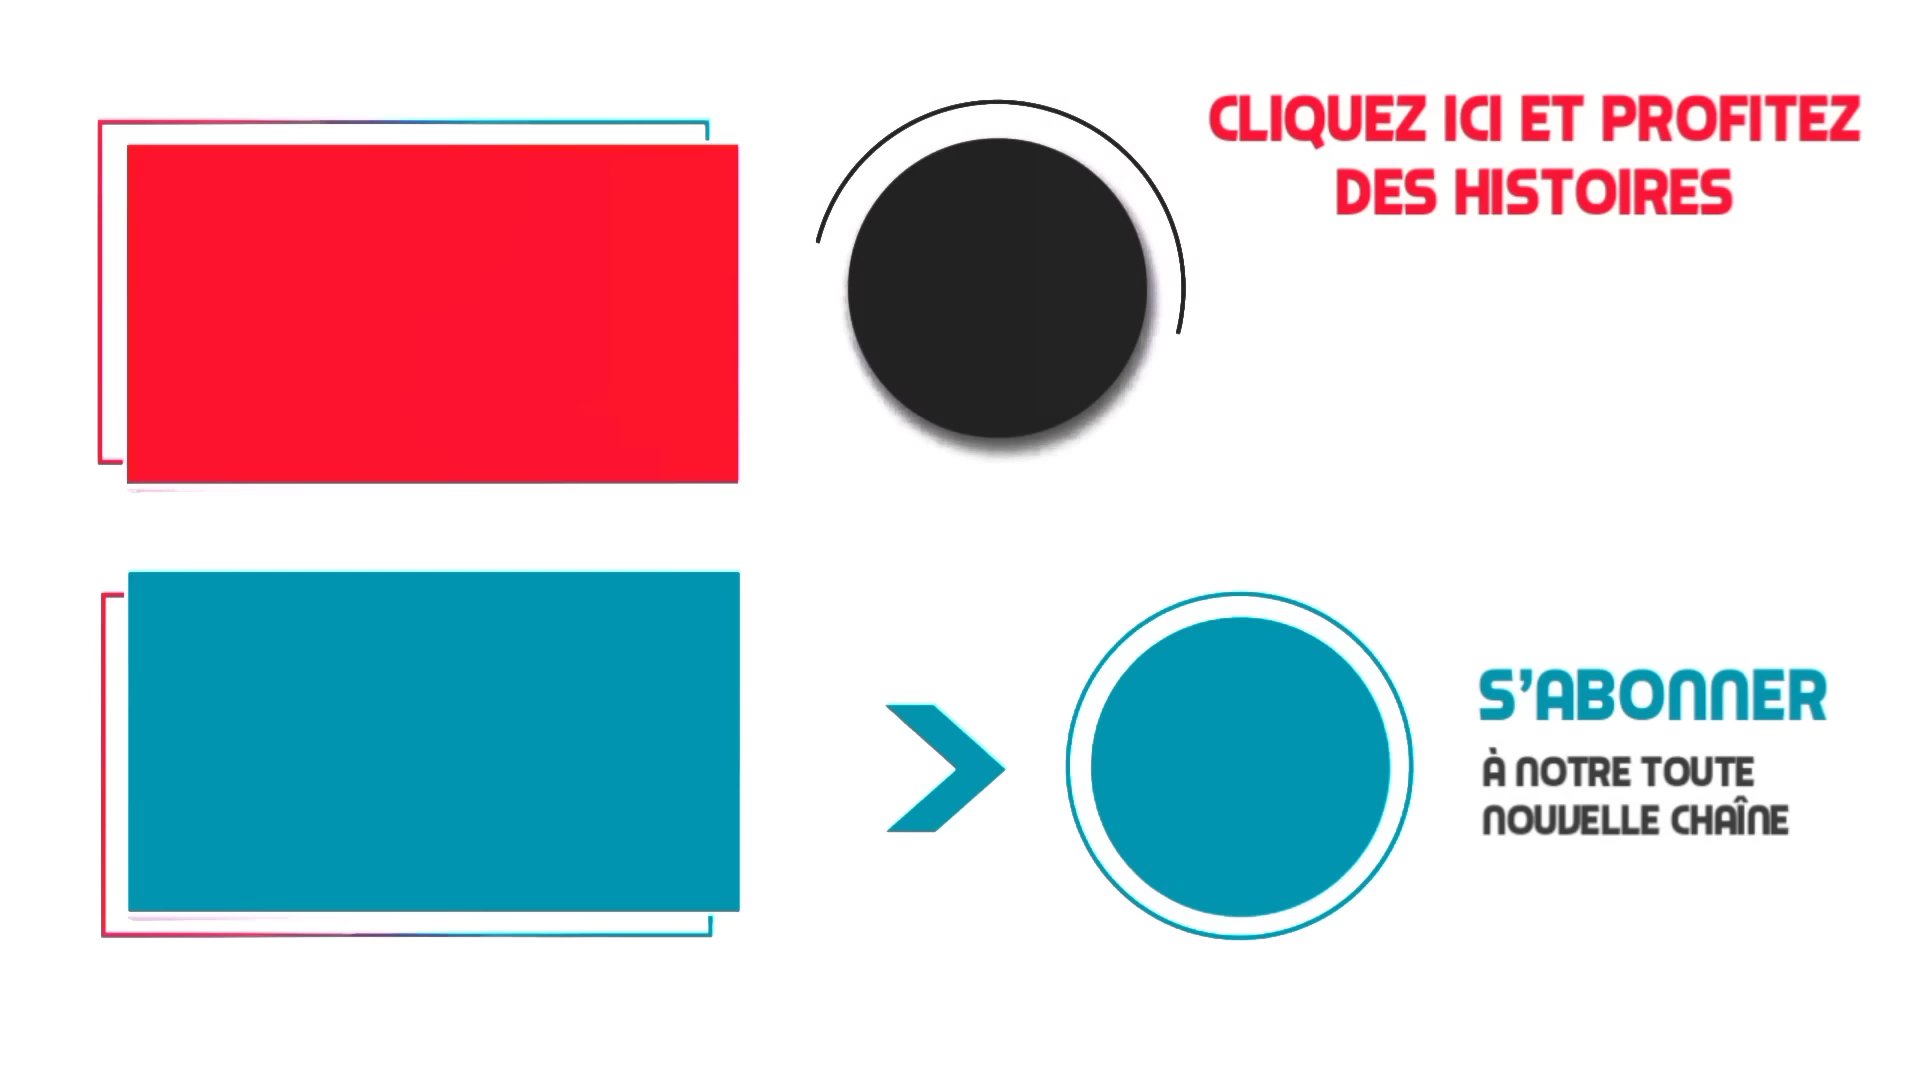 CLIQUEZ ICI ET PROFITEZ
DES HISTOIRES
S'ABONNER
À NOTRE TOUTE
NOUVELLE CHAÎNE